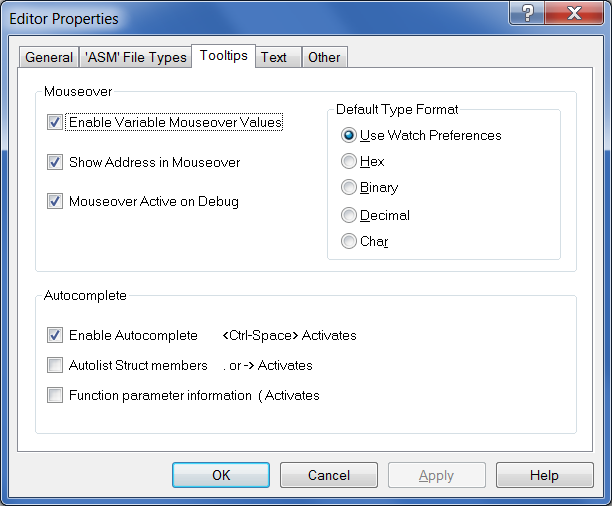 Editor Properties
General 'ASM' File Types Tooltips Text Other
Mouseover
Enable Variable Mouseover Values
Show Address in Mouseover
Mouseover Active on Debug
Default Type Format
Use Watch Preferences
Hex
Binary
Decimal
Char
Autocomplete
Enable Autocomplete <Ctrl-Space> Activates
Autolist Struct members . or -> Activates
Function parameter information ( Activates
OK Cancel Apply Help